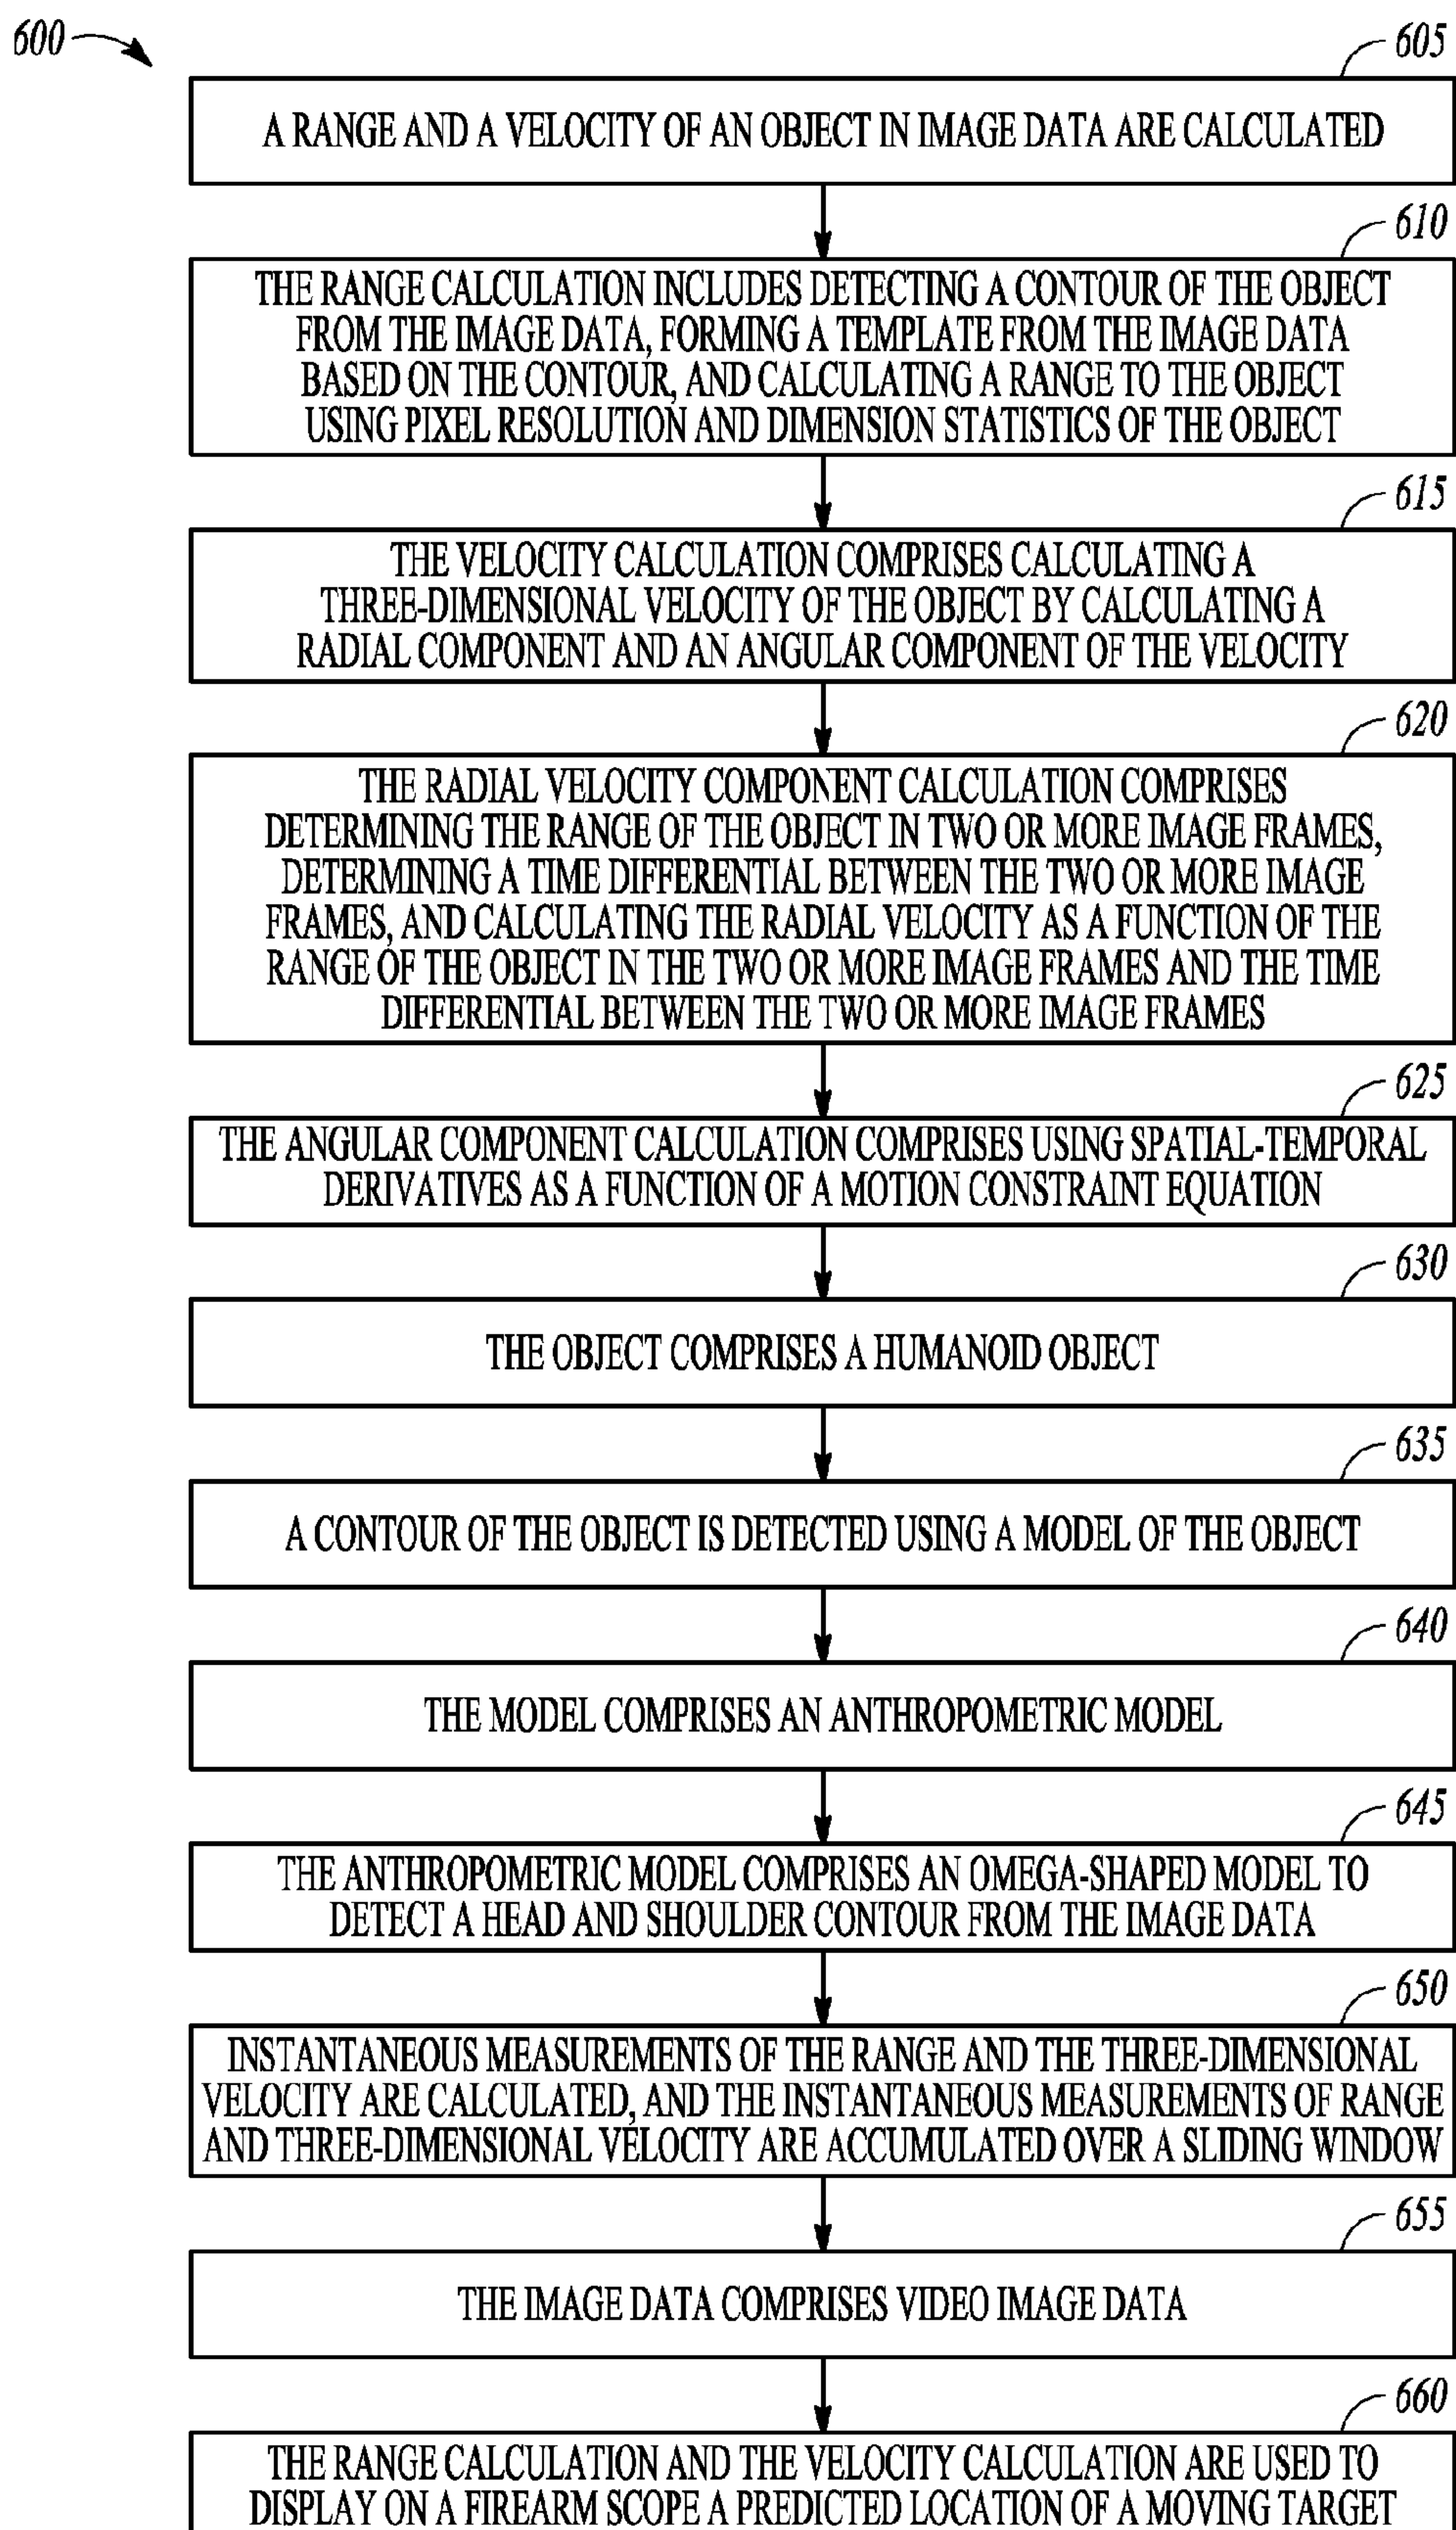 600
605
A RANGE AND A VELOCITY OF AN OBJECT IN IMAGE DATA ARE CALCULATED
610
THE RANGE CALCULATION INCLUDES DETECTING A CONTOUR OF THE OBJECT
FROM THE IMAGE DATA, FORMING A TEMPLATE FROM THE IMAGE DATA
BASED ON THE CONTOUR, AND CALCULATING A RANGE TO THE OBJECT
USING PIXEL RESOLUTION AND DIMENSION STATISTICS OF THE OBJECT
615
THE VELOCITY CALCULATION COMPRISES CALCULATING A
THREE-DIMENSIONAL VELOCITY OF THE OBJECT BY CALCULATING A
RADIAL COMPONENT AND AN ANGULAR COMPONENT OF THE VELOCITY
620
THE RADIAL VELOCITY COMPONENT CALCULATION COMPRISES
DETERMINING THE RANGE OF THE OBJECT IN TWO OR MORE IMAGE FRAMES,
DETERMINING A TIME DIFFERENTIAL BETWEEN THE TWO OR MORE IMAGE
FRAMES, AND CALCULATING THE RADIAL VELOCITY AS A FUNCTION OF THE
RANGE OF THE OBJECT IN THE TWO OR MORE IMAGE FRAMES AND THE TIME
DIFFERENTIAL BETWEEN THE TWO OR MORE IMAGE FRAMES
625
THE ANGULAR COMPONENT CALCULATION COMPRISES USING SPATIAL-TEMPORAL
DERIVATIVES AS A FUNCTION OF A MOTION CONSTRAINT EQUATION
630
THE OBJECT COMPRISES A HUMANOID OBJECT
635
A CONTOUR OF THE OBJECT IS DETECTED USING A MODEL OF THE OBJECT
640
THE MODEL COMPRISES AN ANTHROPOMETRIC MODEL
645
THE ANTHROPOMETRIC MODEL COMPRISES AN OMEGA-SHAPED MODEL TO
DETECT A HEAD AND SHOULDER CONTOUR FROM THE IMAGE DATA
650
INSTANTANEOUS MEASUREMENTS OF THE RANGE AND THE THREE-DIMENSIONAL
VELOCITY ARE CALCULATED, AND THE INSTANTANEOUS MEASUREMENTS OF RANGE
AND THREE-DIMENSIONAL VELOCITY ARE ACCUMULATED OVER A SLIDING WINDOW
655
THE IMAGE DATA COMPRISES VIDEO IMAGE DATA
660
THE RANGE CALCULATION AND THE VELOCITY CALCULATION ARE USED TO
DISPLAY ON A FIREARM SCOPE A PREDICTED LOCATION OF A MOVING TARGET